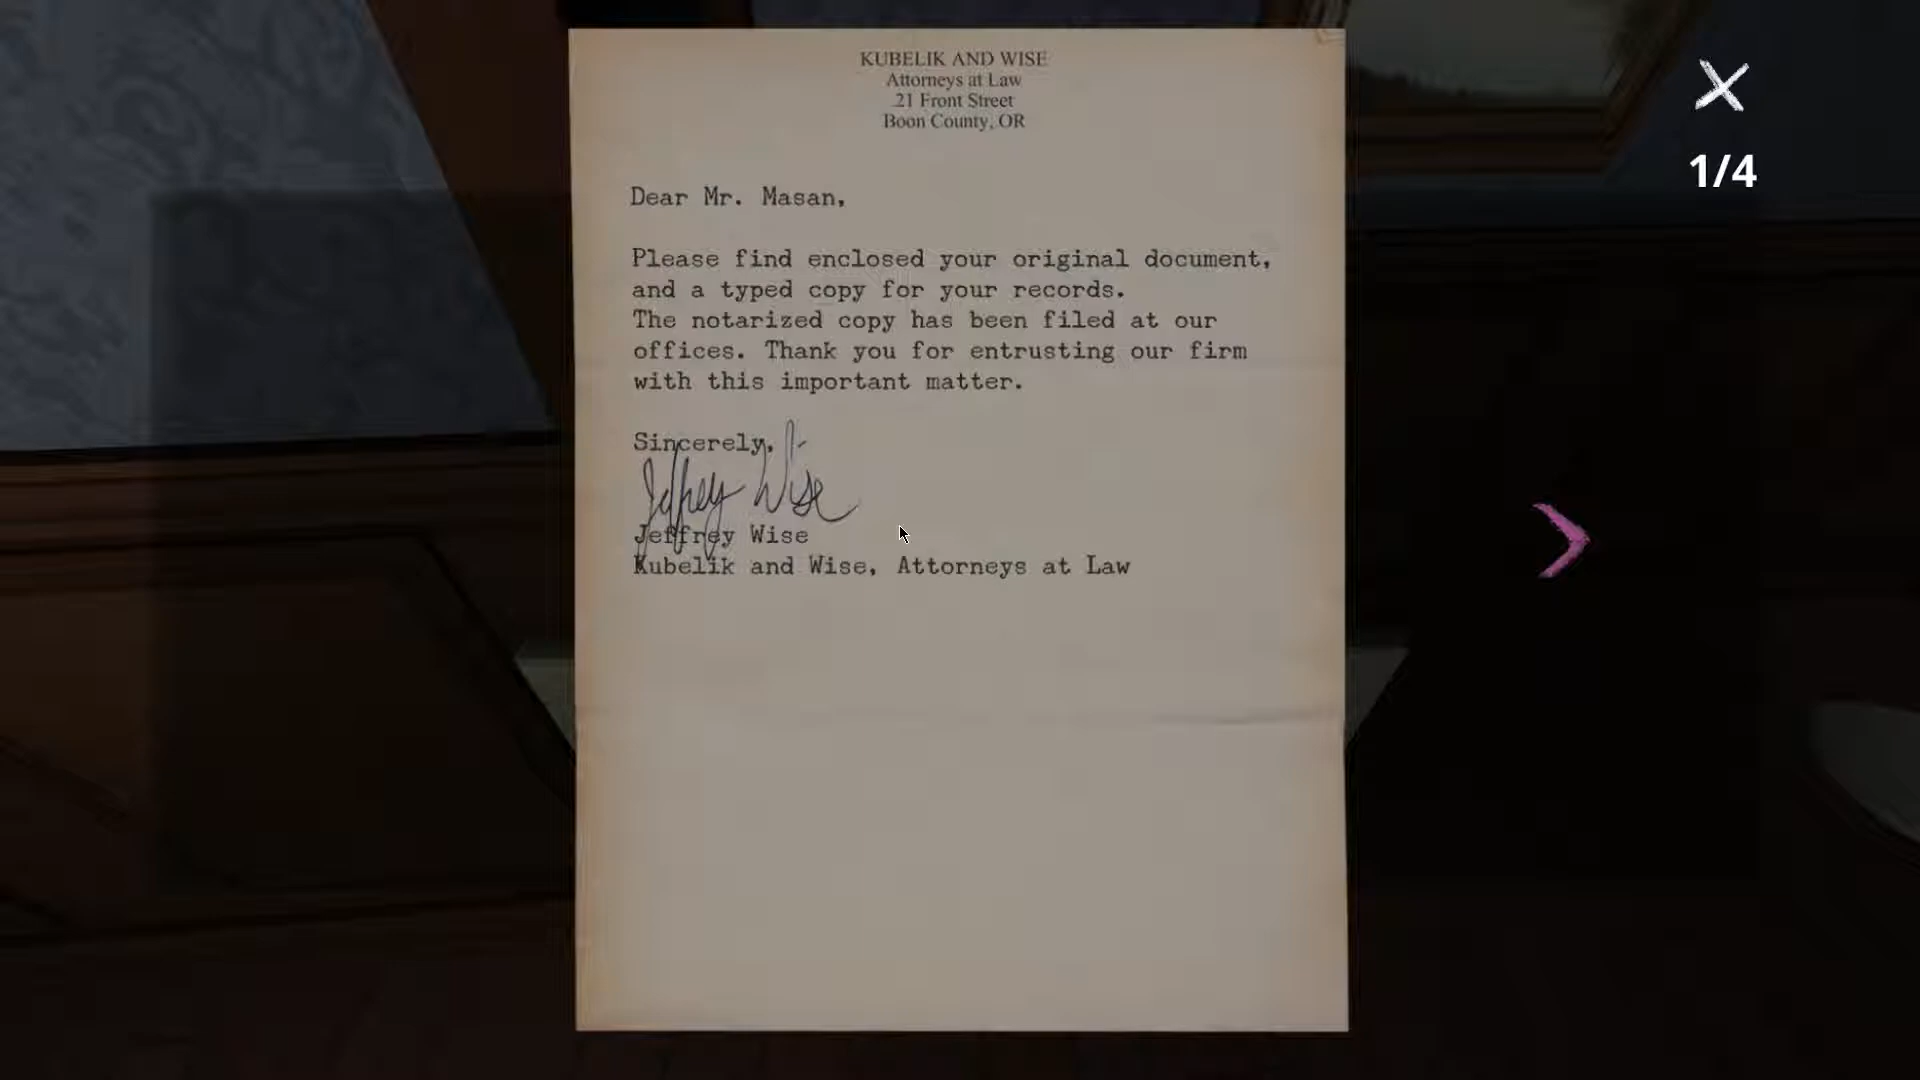 KUBELIK AND WISE
Attorneys at Law
21 Front Street
Boon County, OR
1/4
Dear Mr. Masan,
Please find enclosed your original document,
and a typed copy for your records.
The notarized copy has been filed at our
offices. Thank you for entrusting our firm
with this important matter.
Sincerely,
Jeffrey Wise
Jeffrey Wise
Kubelik and Wise, Attorneys at Law